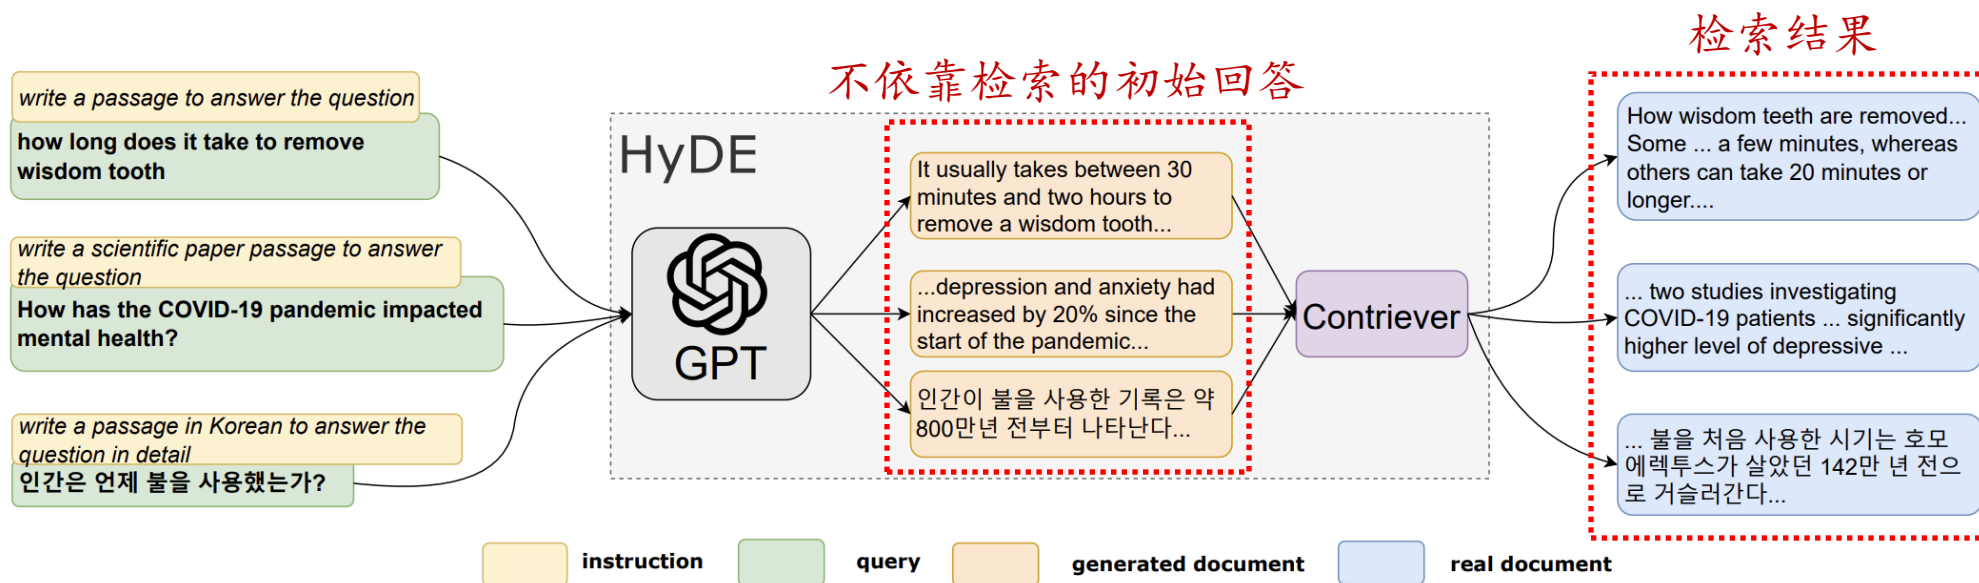 检索结果
不依靠检索的初始回答
write a passage to answer the question
how long does it take to remove
wisdom tooth
write a scientific paper passage to answer
the question
How has the COVID-19 pandemic impacted
mental health?
write a passage in Korean to answer the
question in detail
인간은 언제 불을 사용했는가?
HyDE
GPT
It usually takes between 30
minutes and two hours to
remove a wisdom tooth...
...depression and anxiety had
increased by 20% since the
start of the pandemic...
인간이 불을 사용한 기록은 약
800만년 전부터 나타난다...
Contriever
How wisdom teeth are removed...
Some ... a few minutes, whereas
others can take 20 minutes or
longer....
... two studies investigating
COVID-19 patients ... significantly
higher level of depressive ...
... 불을 처음 사용한 시기는 호모
에렉투스가 살았던 142만 년 전으
로 거슬러간다...
instruction
query
generated document
real document